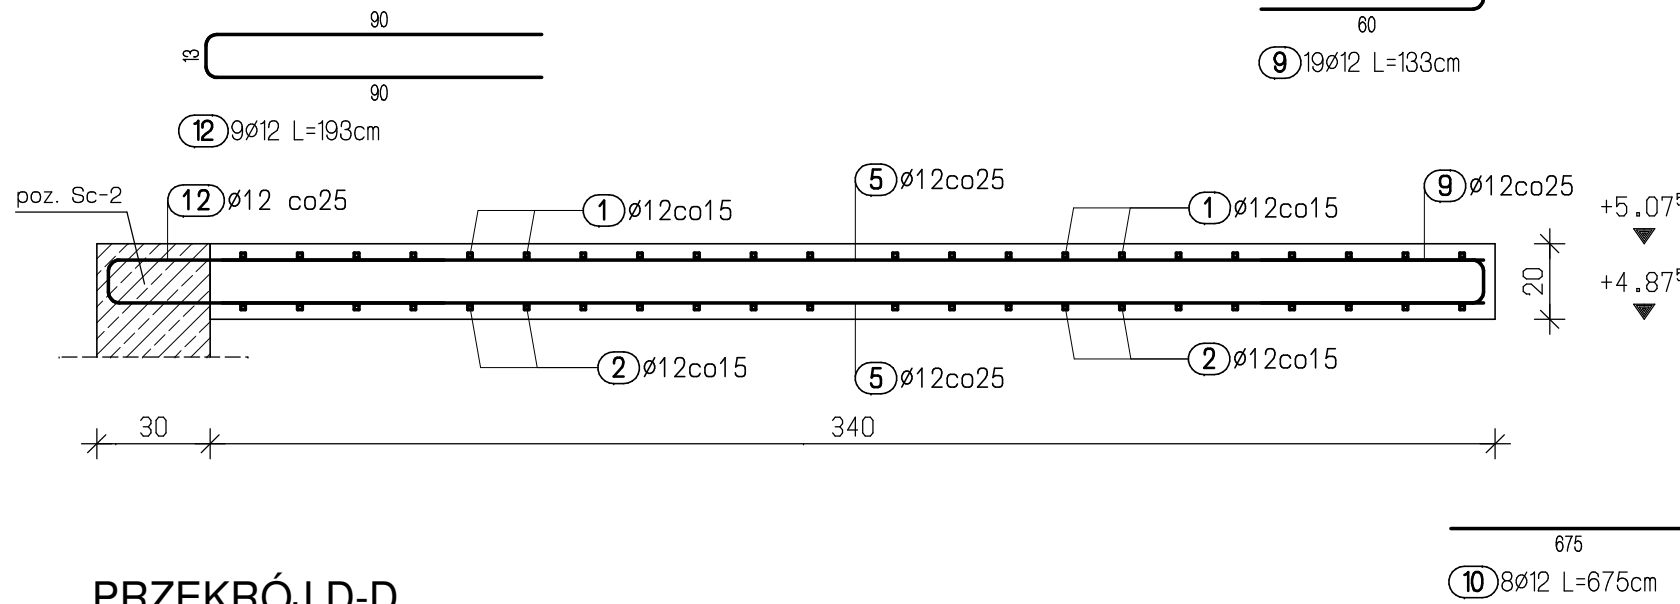 90
13
90
12 9ø12 L=193cm
60
9 19ø12 L=133cm
poz. Sc-2
12 ø12 co25
1 ø12co15
5 ø12co25
1 ø12co15
9 ø12co25
+5.07⁵
20
+4.87⁵
2 ø12co15
5 ø12co25
2 ø12co15
30
340
675
10 8ø12 L=675cm
PRZEKRÓJ D-D